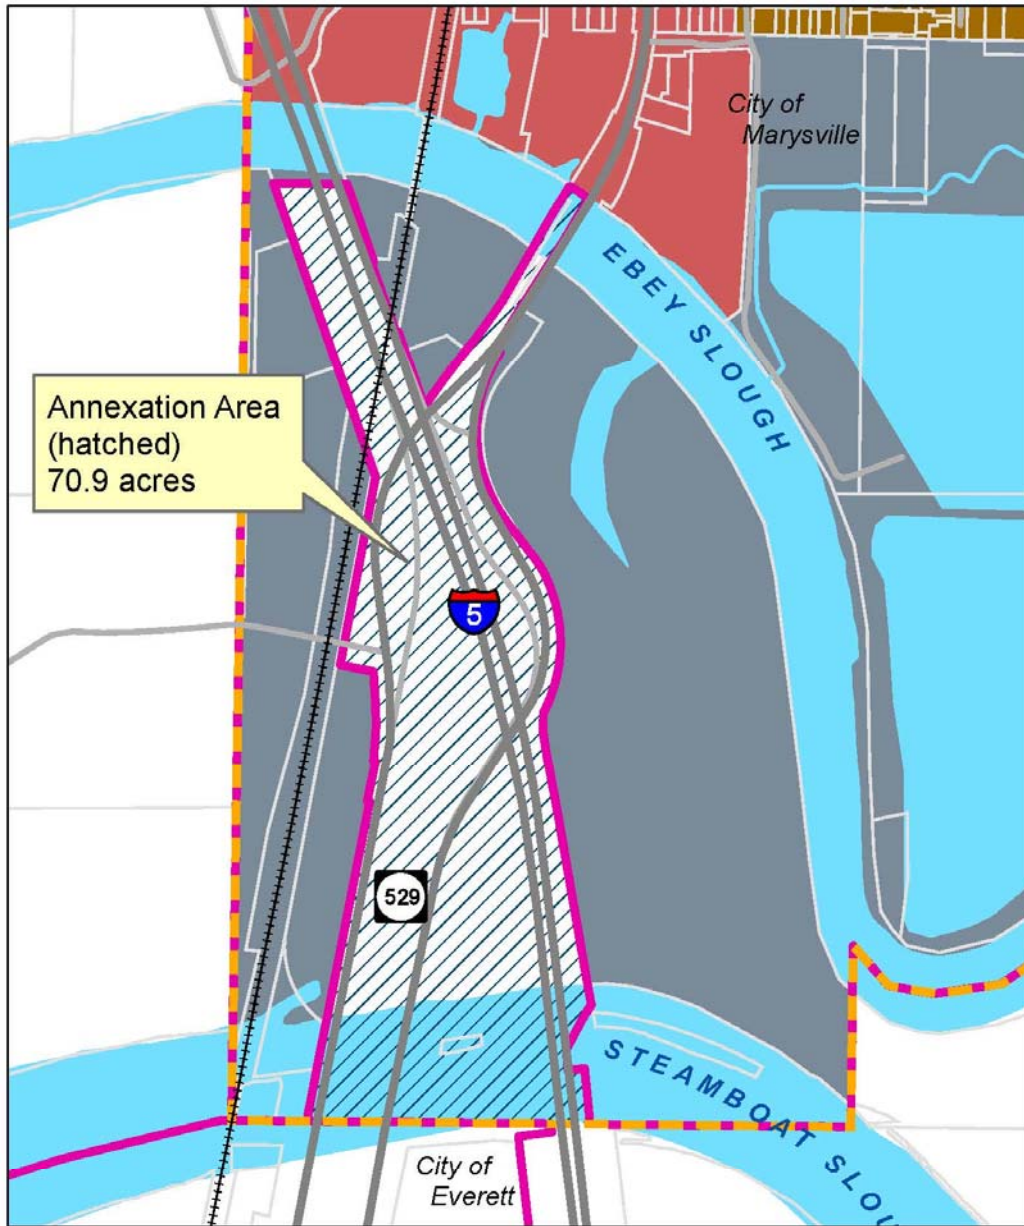 City of
Marysville
EBEY SLOUGH
Annexation Area
(hatched)
70.9 acres
5
529
STEAMBOAT SLOU
City of
Everett